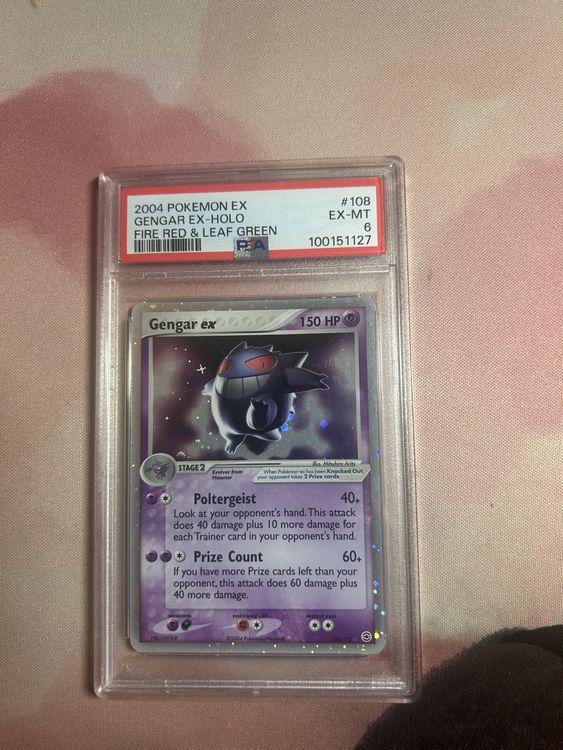 2004 POKEMON EX #108
GENGAR EX-HOLO EX-MT
FIRE RED & LEAF GREEN 6
PSA 100151127
Gengar ex 150 HP
Illus. Mitsuhiro Arita
STAGE 2 Evolves from Haunter
When Pokémon-ex has been Knocked Out,
your opponent takes 2 Prize cards.
Poltergeist 40+
Look at your opponent's hand. This attack
does 40 damage plus 10 more damage for
each Trainer card in your opponent's hand.
Prize Count 60+
If you have more Prize cards left than your
opponent, this attack does 60 damage plus
40 more damage.
weakness resistance -30 retreat cost